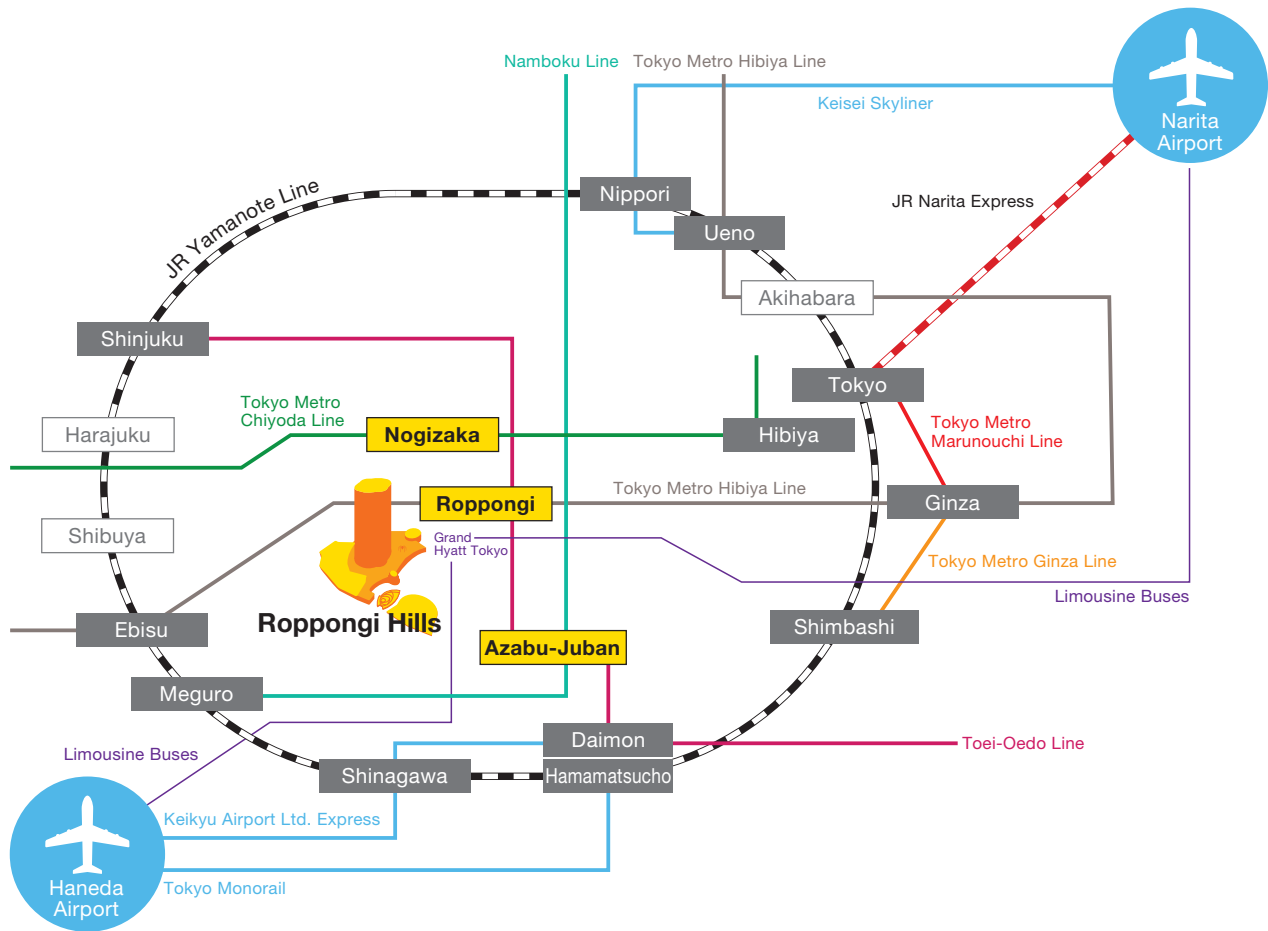 Namboku Line
Tokyo Metro Hibiya Line
Keisei Skyliner
Narita
Airport
JR Yamanote Line
Nippori
JR Narita Express
Ueno
Akihabara
Shinjuku
Tokyo
Tokyo Metro
Chiyoda Line
Harajuku
Nogizaka
Hibiya
Tokyo Metro
Marunouchi Line
Tokyo Metro Hibiya Line
Roppongi
Ginza
Shibuya
Grand
Hyatt Tokyo
Tokyo Metro Ginza Line
Limousine Buses
Ebisu
Roppongi Hills
Shimbashi
Azabu-Juban
Meguro
Daimon
Toei-Oedo Line
Limousine Buses
Shinagawa
Hamamatsucho
Keikyu Airport Ltd. Express
Haneda
Airport
Tokyo Monorail